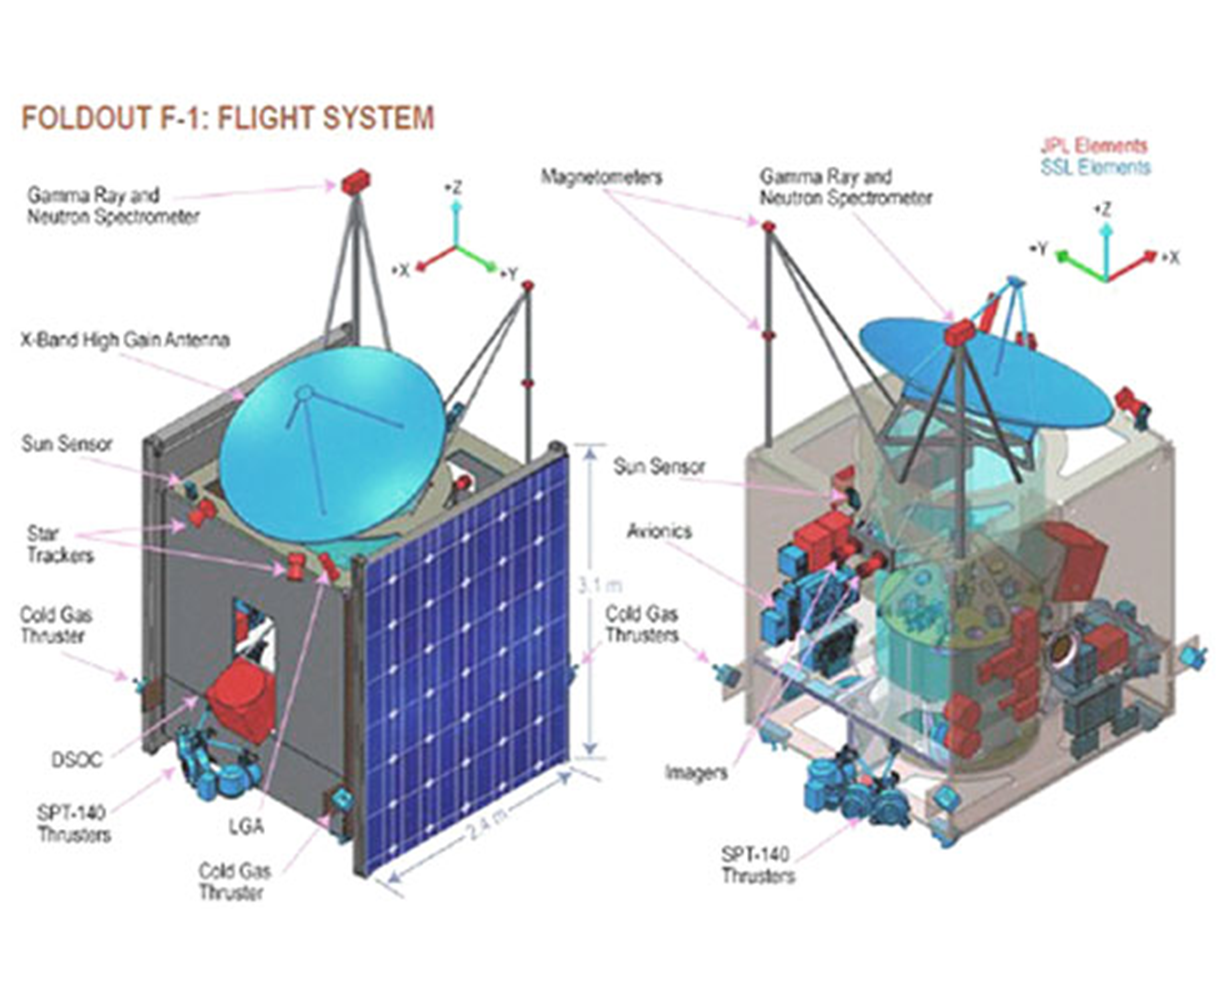 FOLDOUT F-1: FLIGHT SYSTEM
JPL Elements
SSL Elements
Gamma Ray and
Neutron Spectrometer
+Z
+X
+Y
X-Band High Gain Antenna
Sun Sensor
Star
Trackers
Cold Gas
Thruster
DSOC
SPT-140
Thrusters
LGA
Cold Gas
Thruster
3.1 m
2.4 m
Magnetometers
Gamma Ray and
Neutron Spectrometer
+Z
+Y
+X
Sun Sensor
Avionics
Cold Gas
Thrusters
Imagers
SPT-140
Thrusters